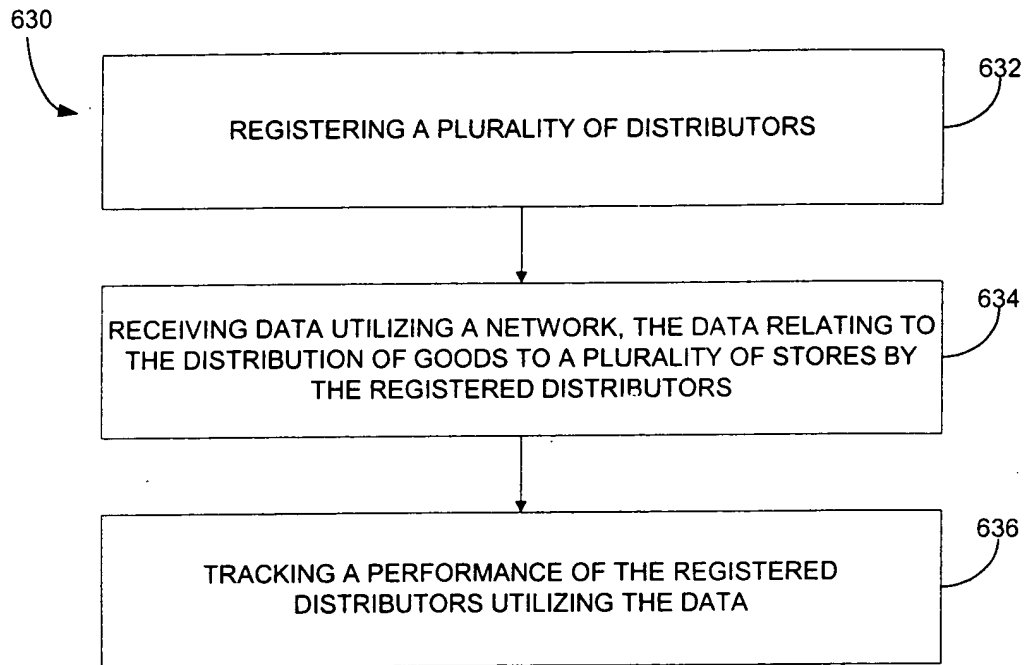 630
632
REGISTERING A PLURALITY OF DISTRIBUTORS
634
RECEIVING DATA UTILIZING A NETWORK, THE DATA RELATING TO
THE DISTRIBUTION OF GOODS TO A PLURALITY OF STORES BY
THE REGISTERED DISTRIBUTORS
636
TRACKING A PERFORMANCE OF THE REGISTERED
DISTRIBUTORS UTILIZING THE DATA